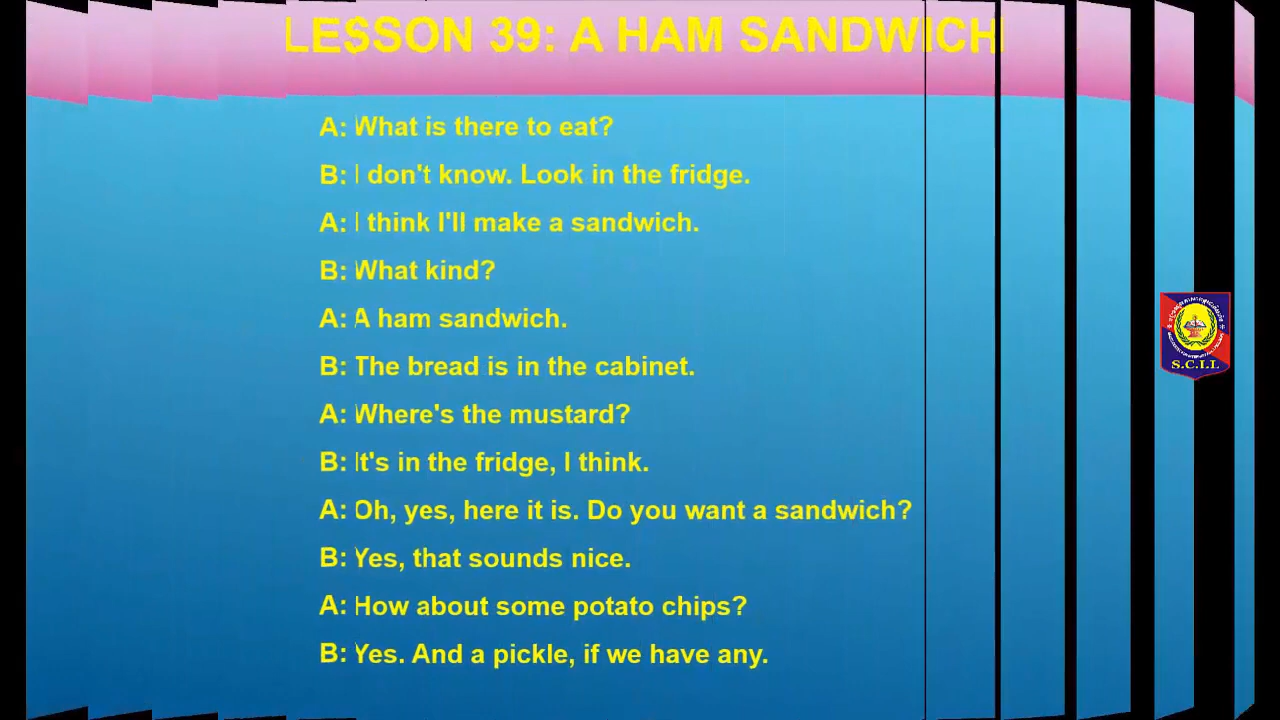 LESSON 39: A HAM SANDWICH
A: What is there to eat?
B: I don't know. Look in the fridge.
A: I think I'll make a sandwich.
B: What kind?
A: A ham sandwich.
B: The bread is in the cabinet.
A: Where's the mustard?
B: It's in the fridge, I think.
A: Oh, yes, here it is. Do you want a sandwich?
B: Yes, that sounds nice.
A: How about some potato chips?
B: Yes. And a pickle, if we have any.
S.C.I.I.